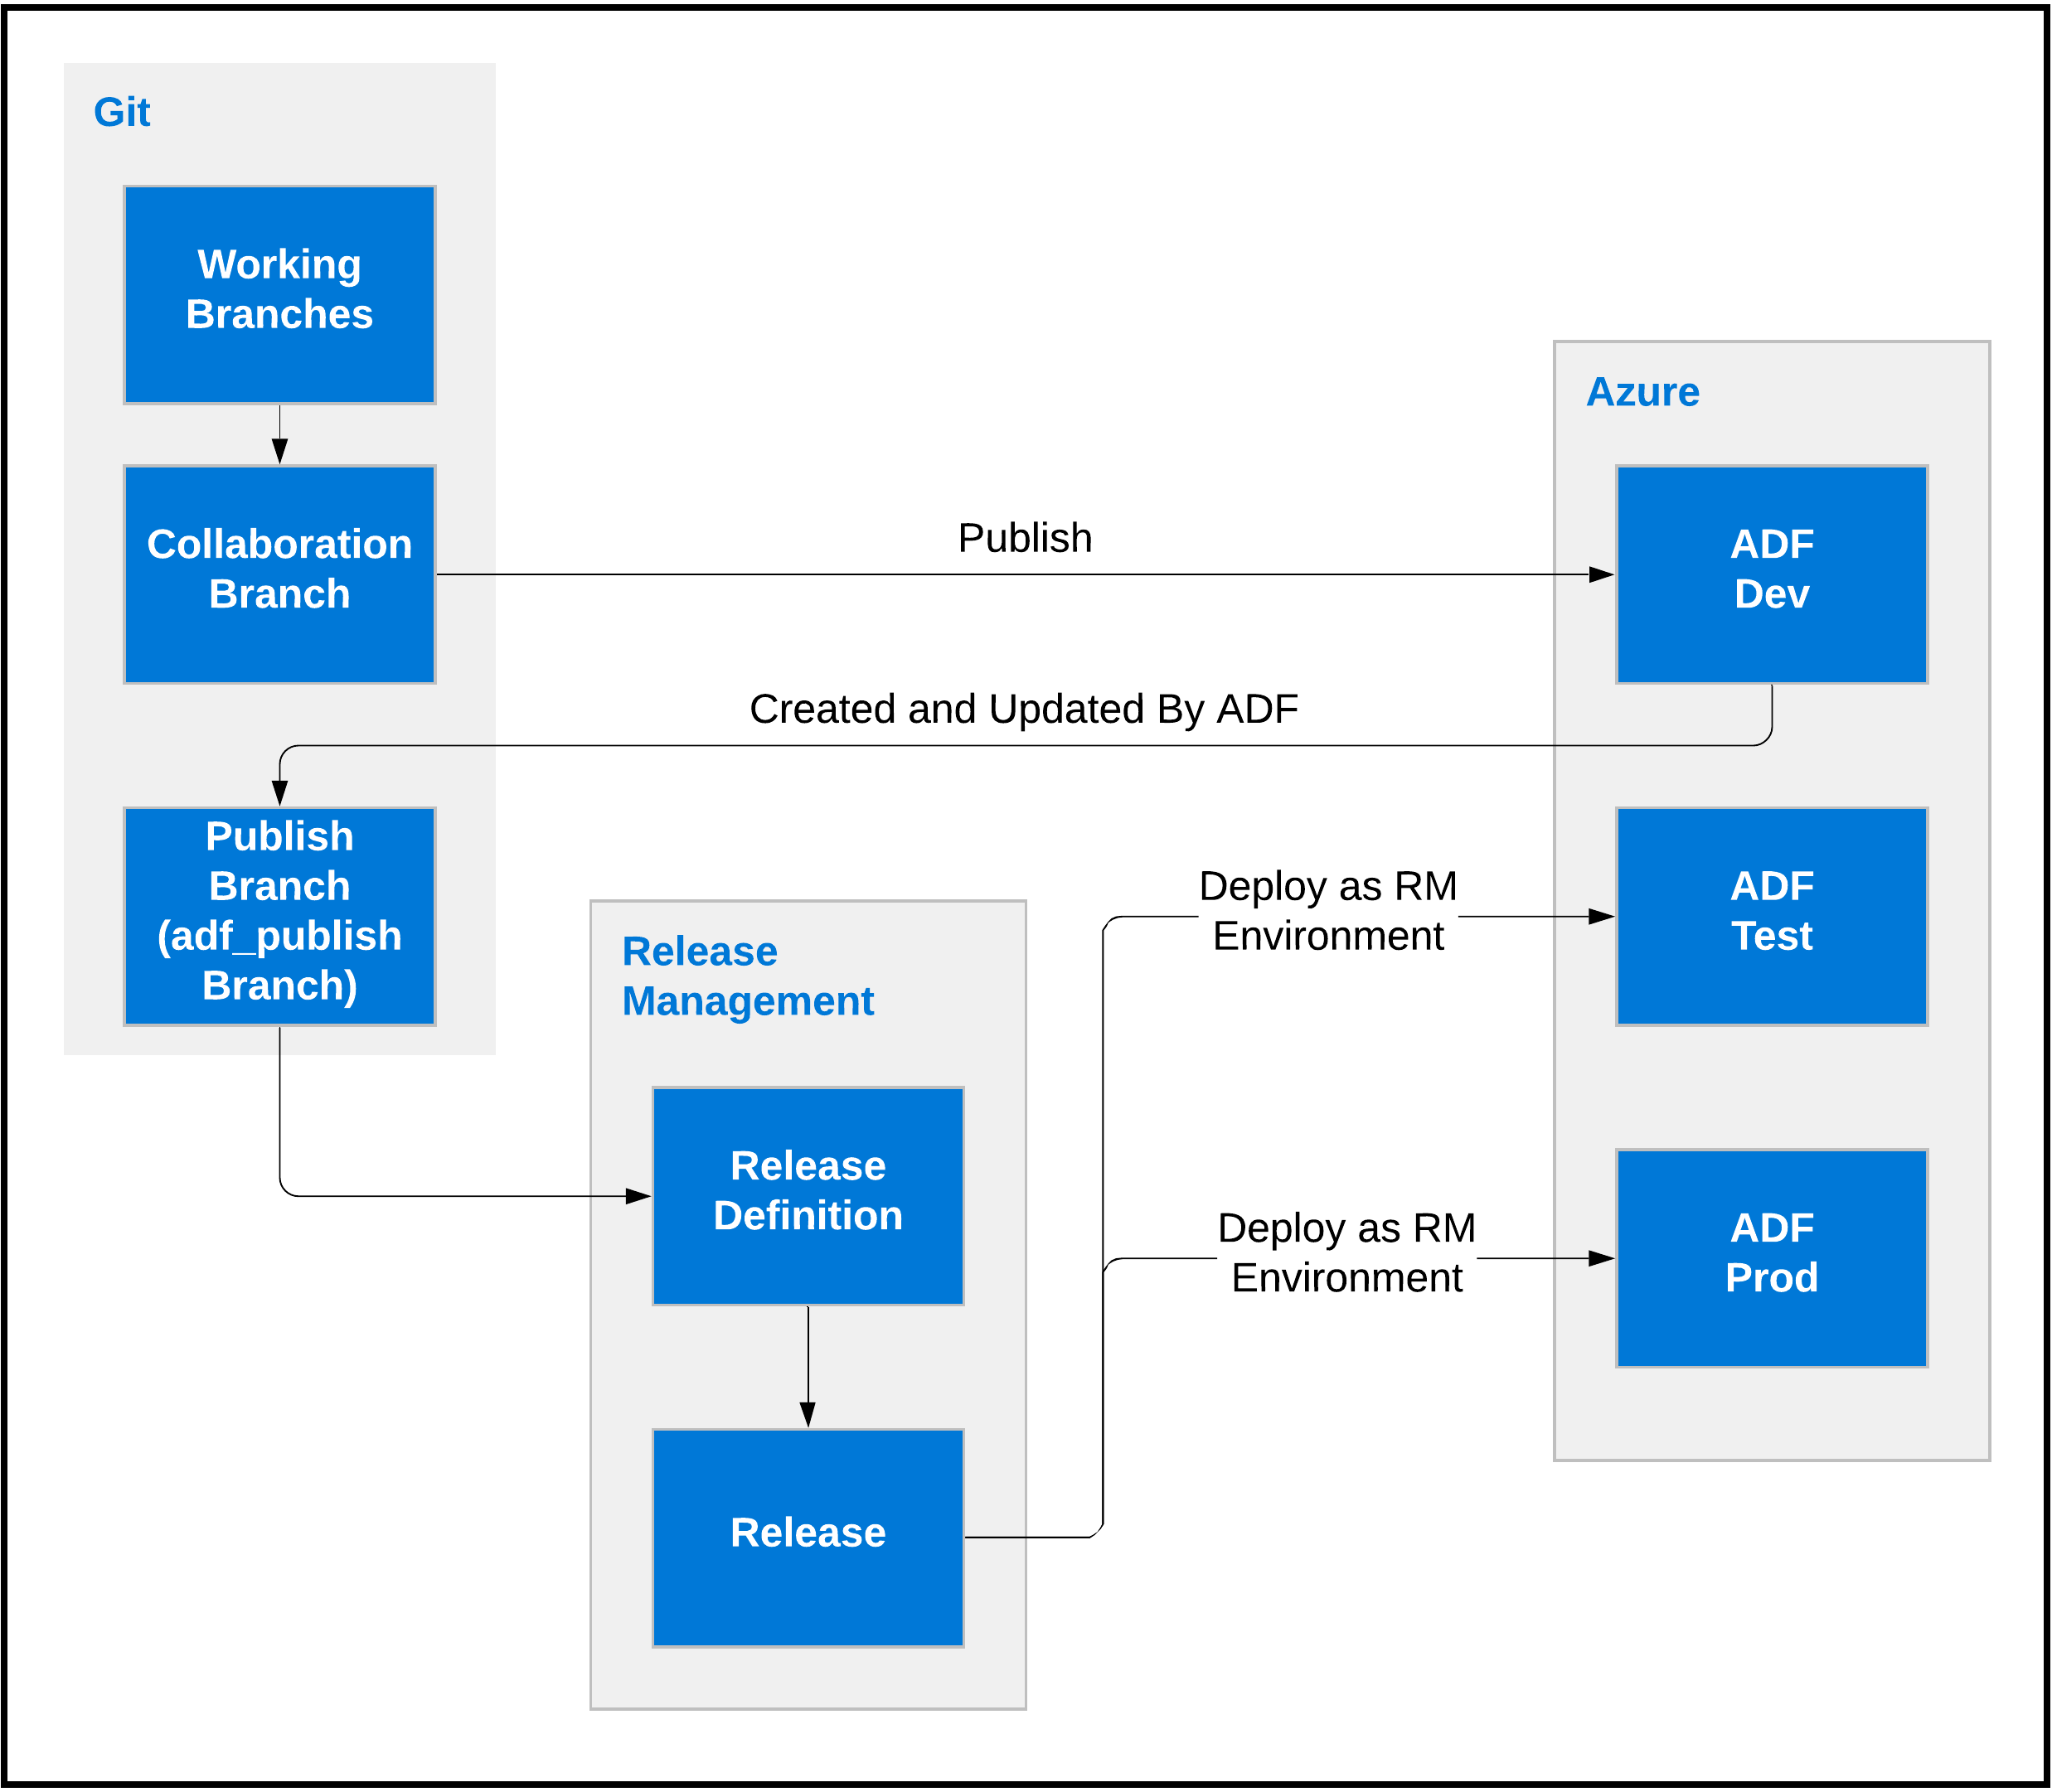 Git
Working
Branches
Collaboration
Branch
Publish
Branch
(adf_publish
Branch)
Publish
Created and Updated By ADF
Release
Management
Release
Definition
Release
Deploy as RM
Environment
Deploy as RM
Environment
Azure
ADF
Dev
ADF
Test
ADF
Prod